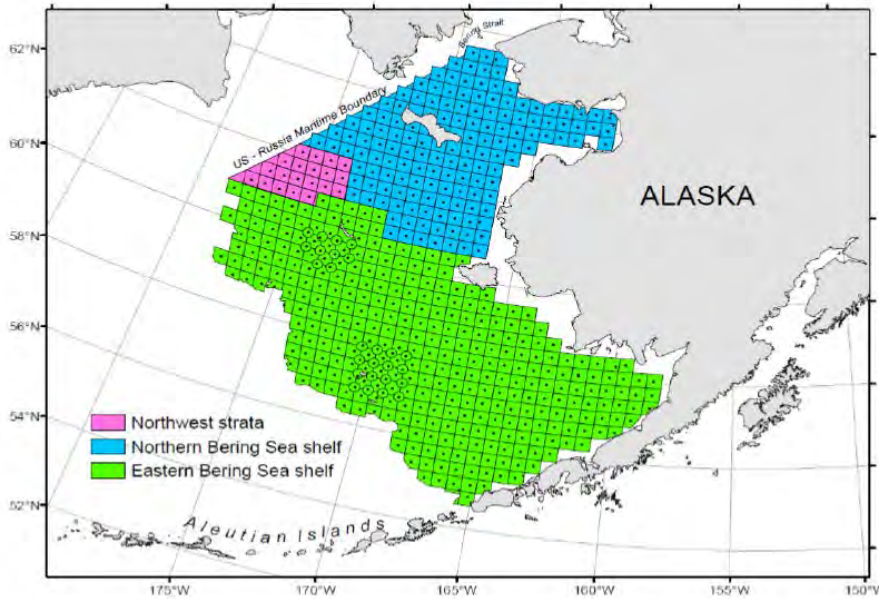 Bering Strait
62°N
US - Russia Maritime Boundary
60°N
ALASKA
58°N
56°N
54°N
Northwest strata
Northern Bering Sea shelf
Eastern Bering Sea shelf
52°N
Aleutian Islands
175°W
170°W
165°W
160°W
155°W
150°W